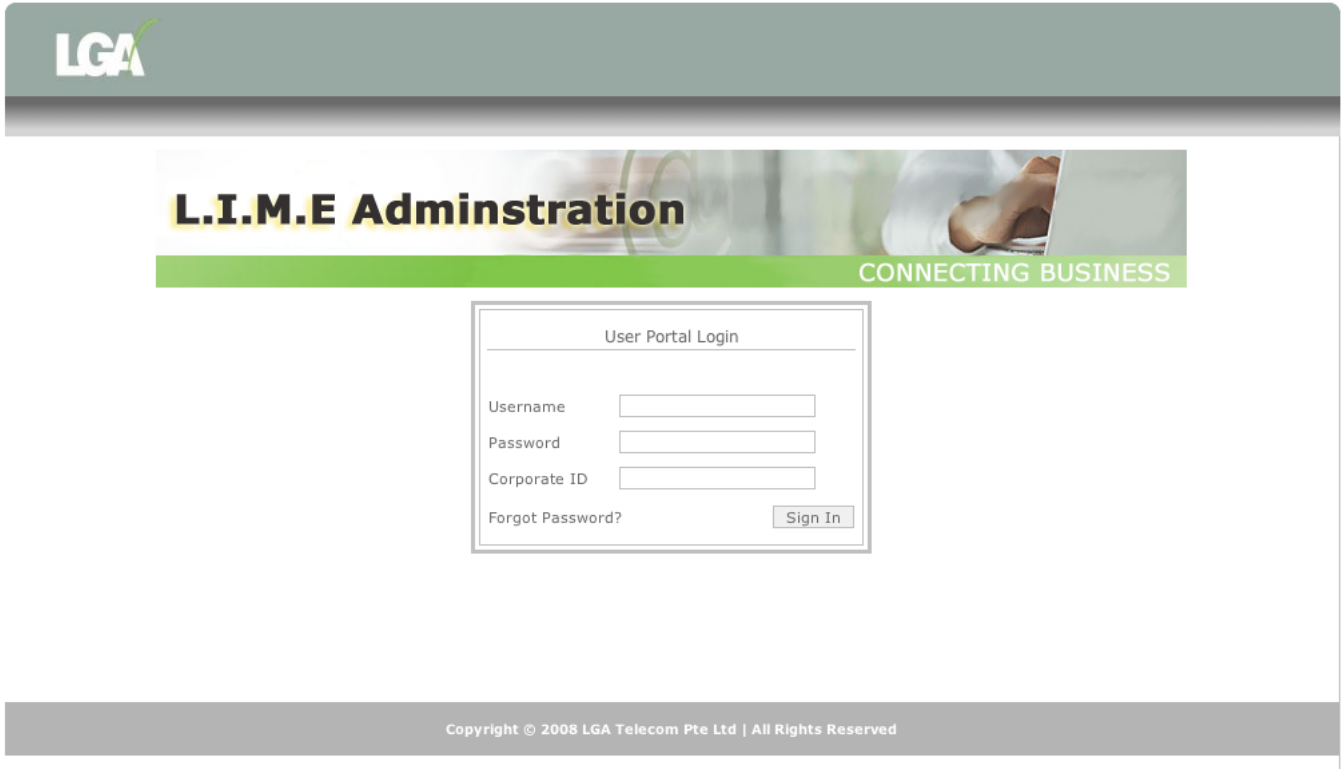 LGA
L.I.M.E Adminstration
CONNECTING BUSINESS
User Portal Login
Username
Password
Corporate ID
Forgot Password? Sign In
Copyright © 2008 LGA Telecom Pte Ltd | All Rights Reserved